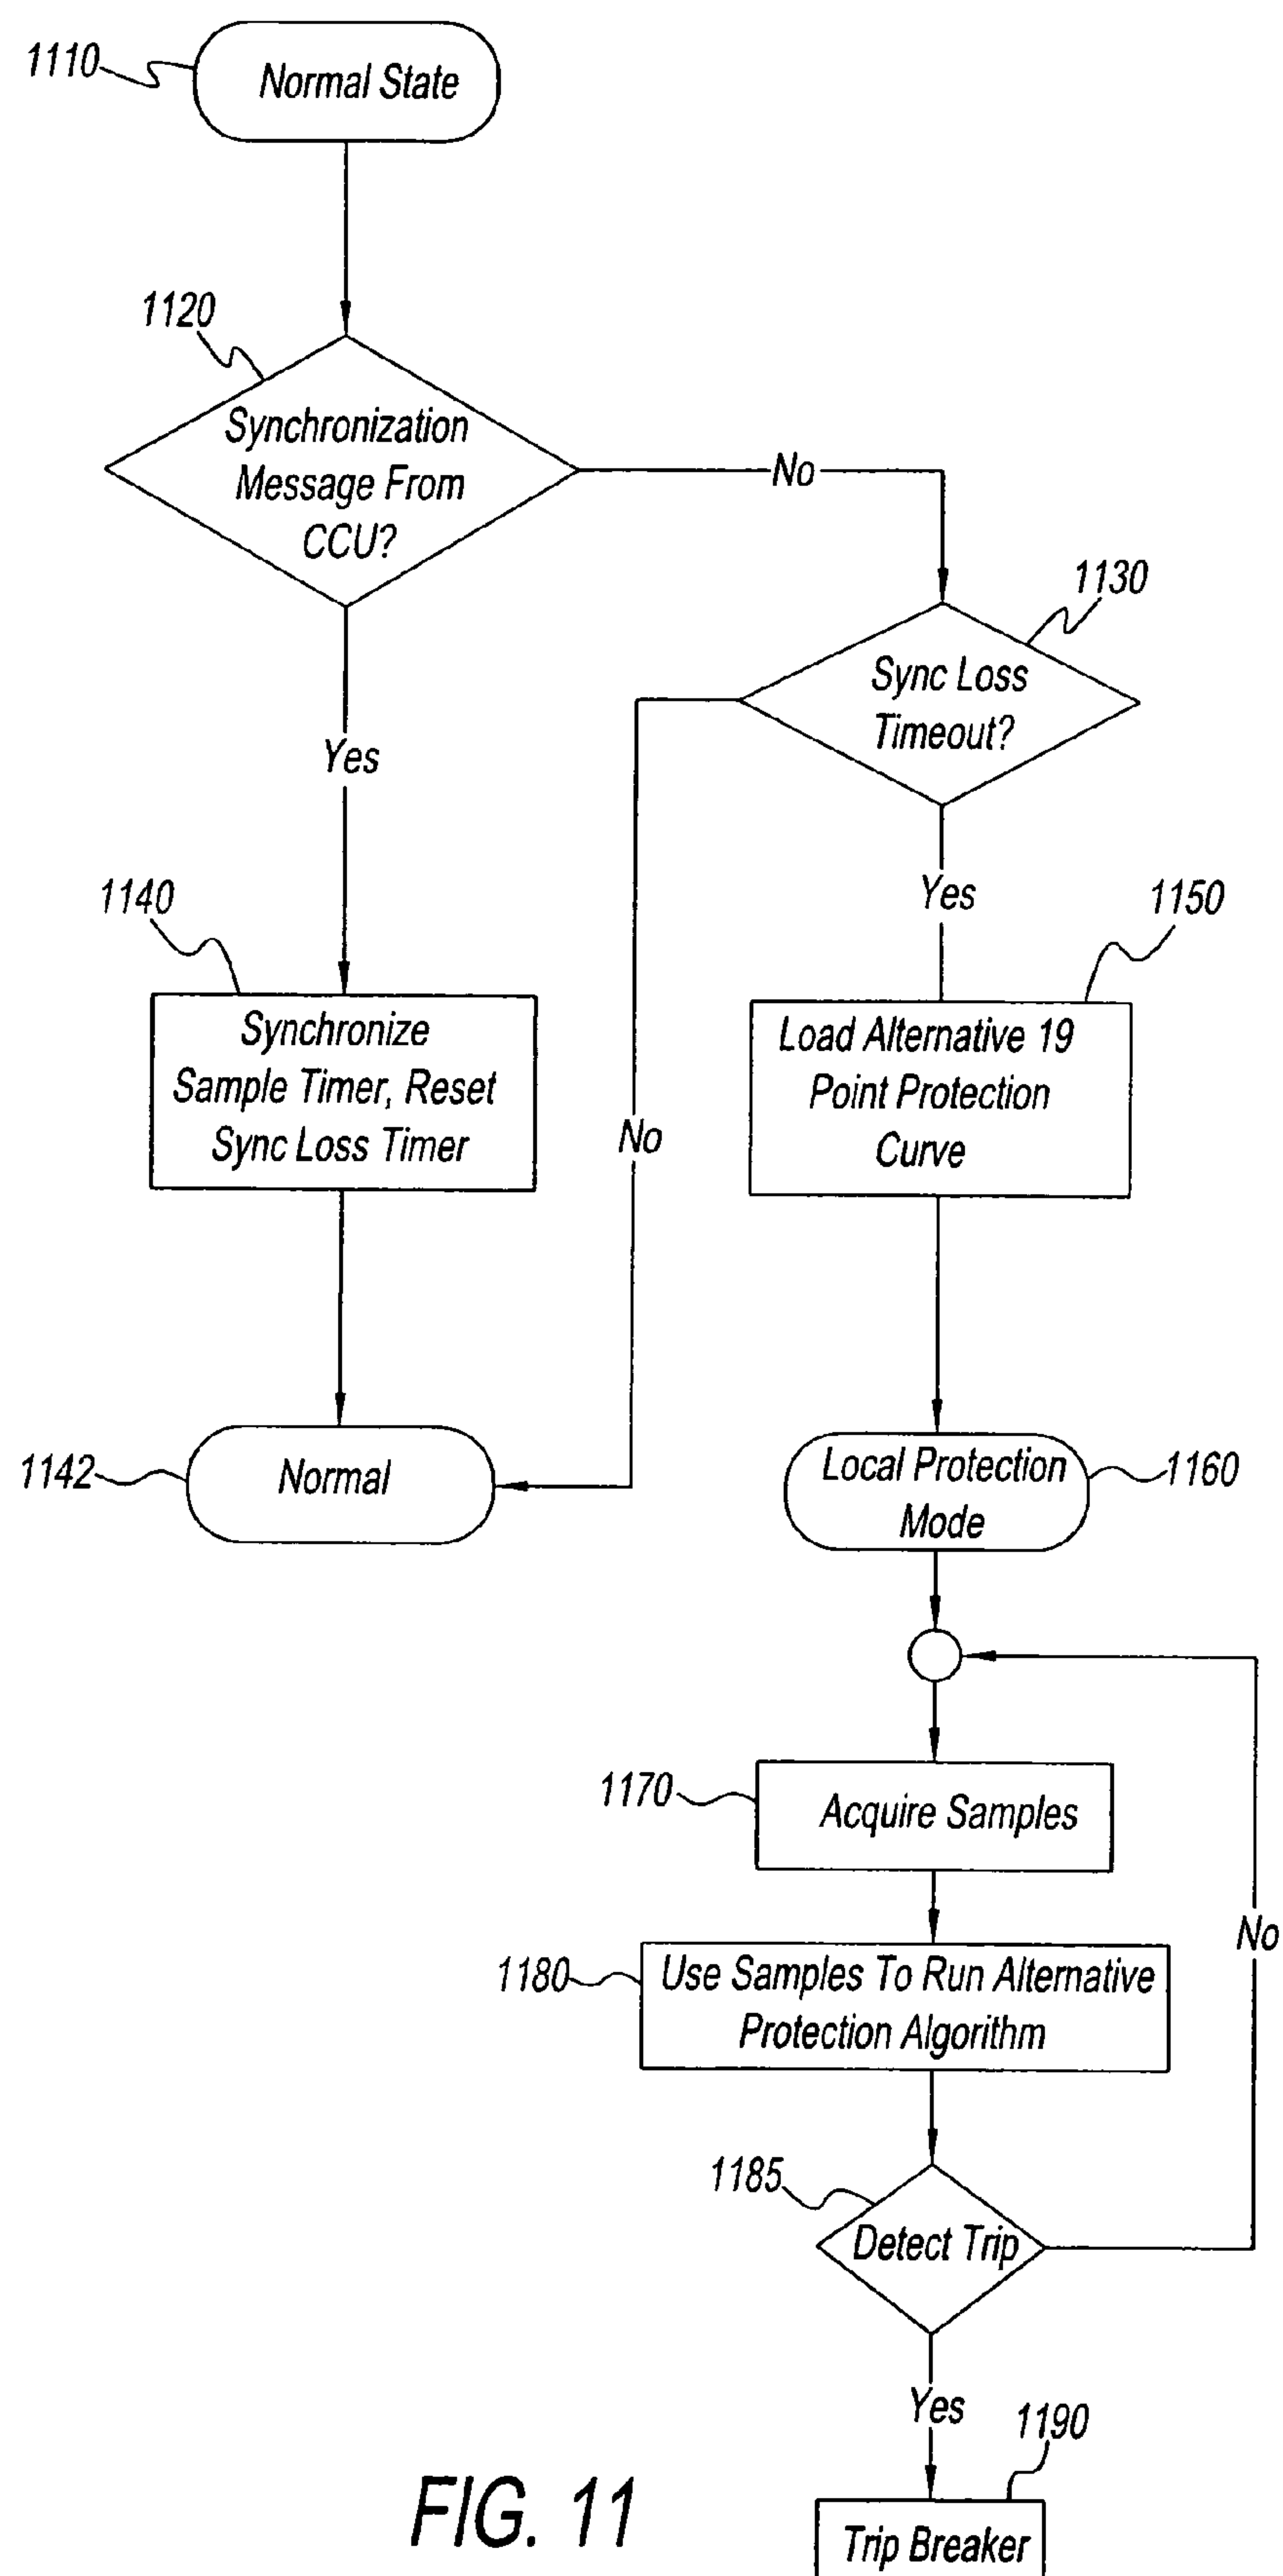 1110
Normal State
1120
Synchronization
Message From
CCU?
No
1130
Sync Loss
Timeout?
Yes
Yes
1140
1150
Synchronize
Sample Timer, Reset
Sync Loss Timer
No
Load Alternative 19
Point Protection
Curve
1142
Normal
Local Protection
Mode
1160
1170
Acquire Samples
No
1180
Use Samples To Run Alternative
Protection Algorithm
1185
Detect Trip
Yes
1190
Trip Breaker
FIG. 11